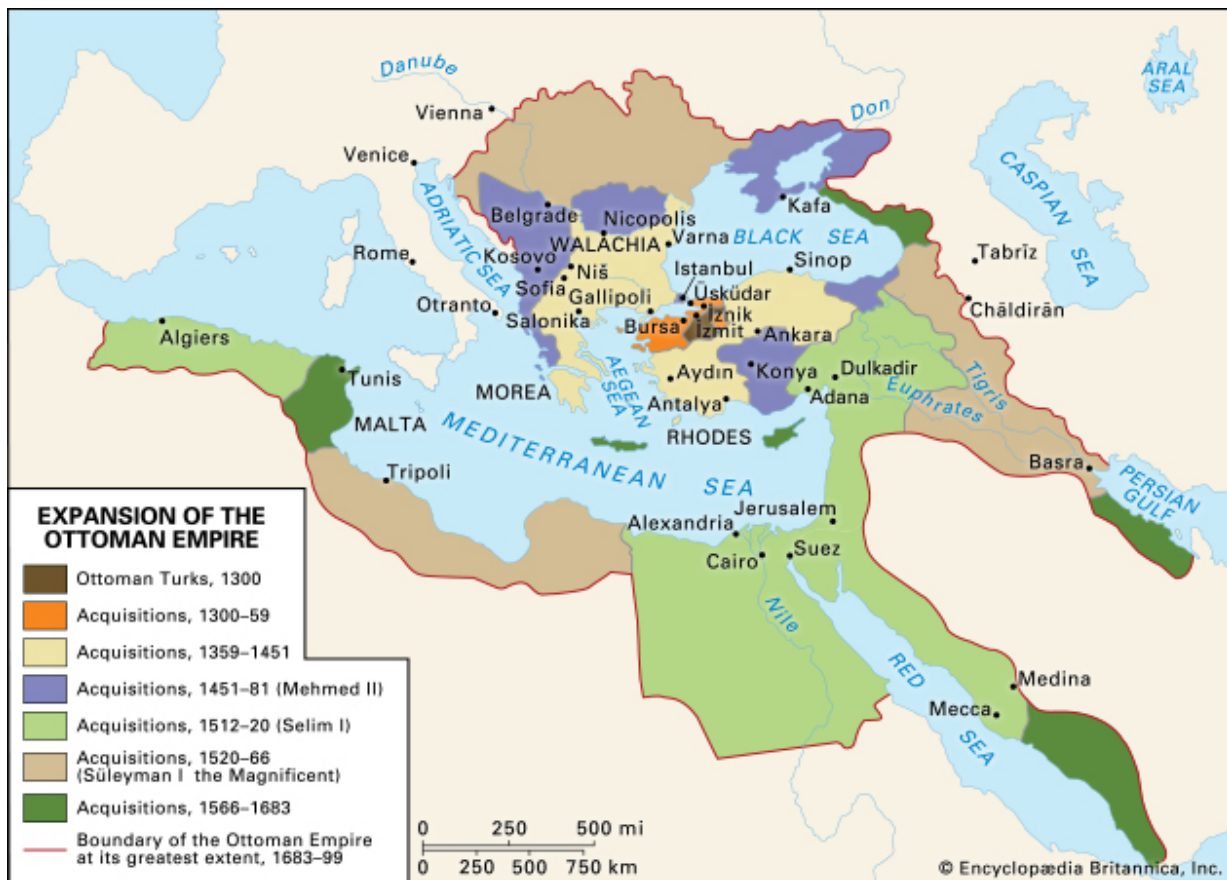 ARAL
SEA
Danube
Don
Vienna
Venice
CASPIAN
SEA
ADRIATIC SEA
Belgrade
Nicopolis
Kafa
WALACHIA
Varna
BLACK SEA
Tabrīz
Rome
Kosovo
Niš
Istanbul
Sinop
Sofia
Üsküdar
Chāldirān
Otranto
Gallipoli
Salonika
İznik
Algiers
Bursa
İzmit
Ankara
Tunis
AEGEAN
SEA
Aydın
Konya
Dulkadir
Tigris
MOREA
Antalya
Adana
Euphrates
MALTA
RHODES
MEDITERRANEAN SEA
Tripoli
Basra
PERSIAN
GULF
Jerusalem
Alexandria
Cairo
Suez
Nile
RED
SEA
Medina
Mecca
EXPANSION OF THE
OTTOMAN EMPIRE
Ottoman Turks, 1300
Acquisitions, 1300–59
Acquisitions, 1359–1451
Acquisitions, 1451–81 (Mehmed II)
Acquisitions, 1512–20 (Selim I)
Acquisitions, 1520–66
(Süleyman I the Magnificent)
Acquisitions, 1566–1683
Boundary of the Ottoman Empire
at its greatest extent, 1683–99
0 250 500 mi
0 250 500 750 km
© Encyclopædia Britannica, Inc.